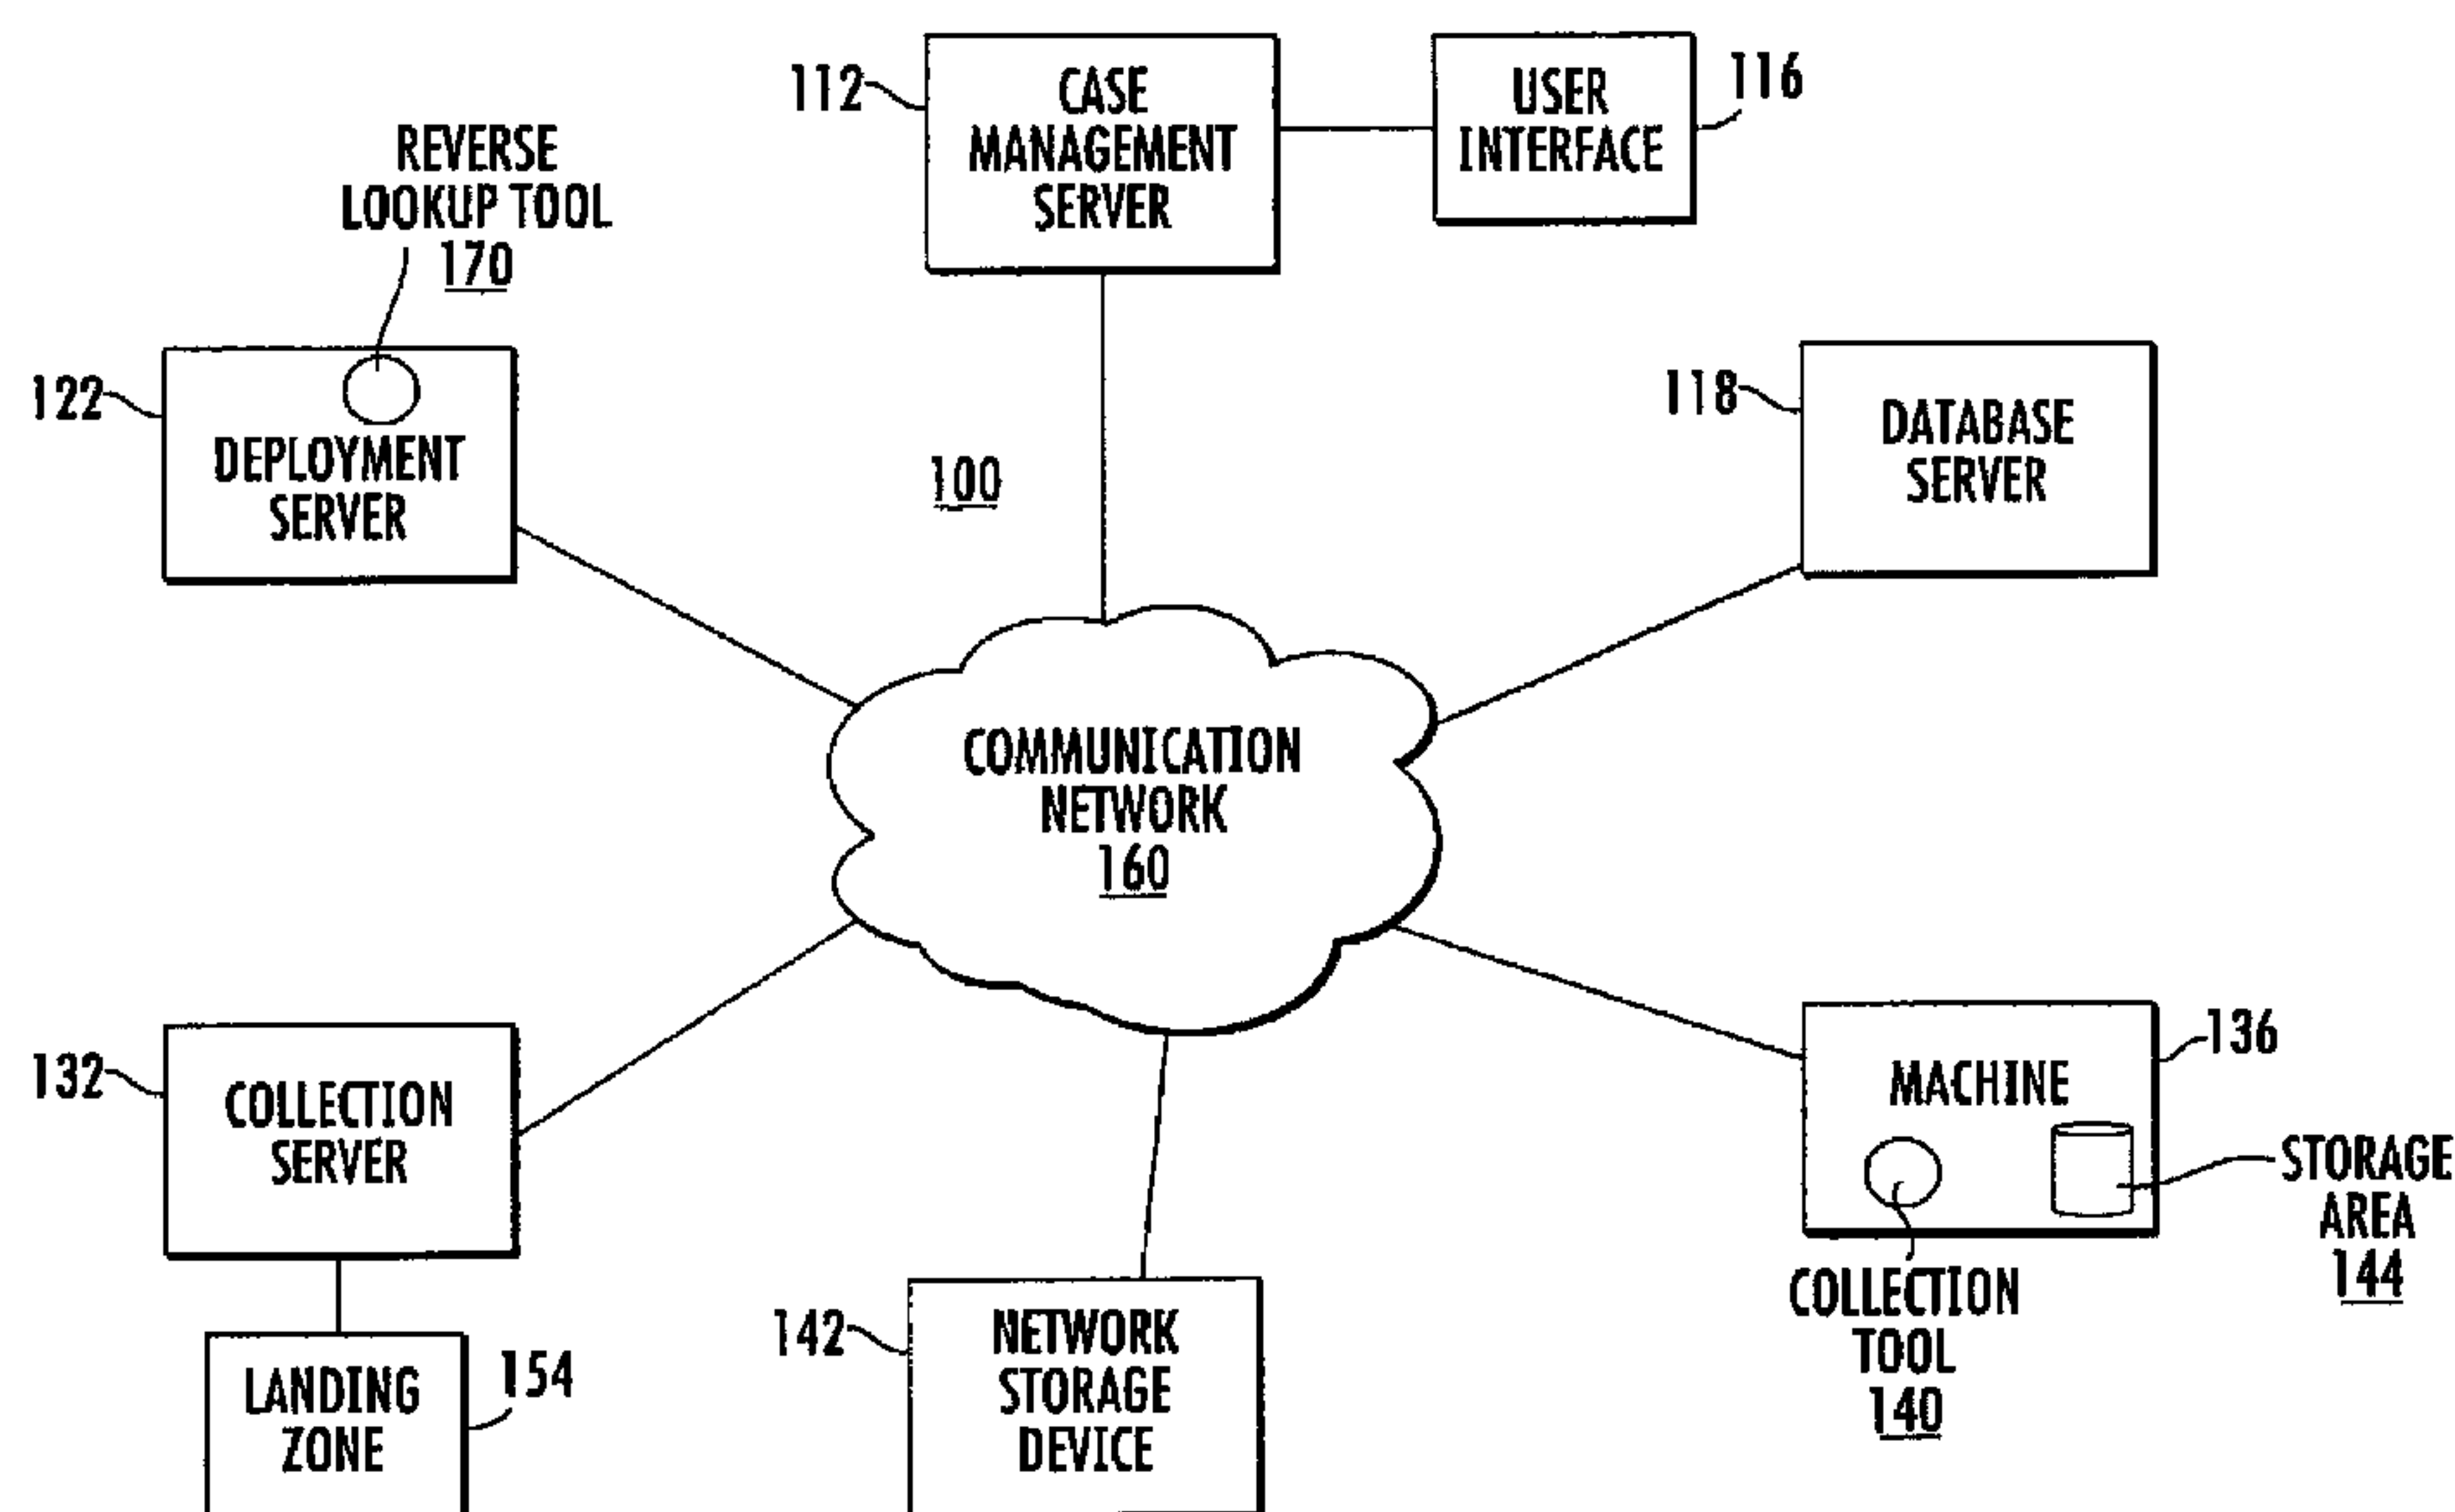 112
CASE
MANAGEMENT
SERVER
USER
INTERFACE
116
REVERSE
LOOKUP TOOL
170
122
DEPLOYMENT
SERVER
100
118
DATABASE
SERVER
COMMUNICATION
NETWORK
160
132
COLLECTION
SERVER
136
MACHINE
STORAGE
AREA
144
COLLECTION
TOOL
140
LANDING
ZONE
154
142
NETWORK
STORAGE
DEVICE